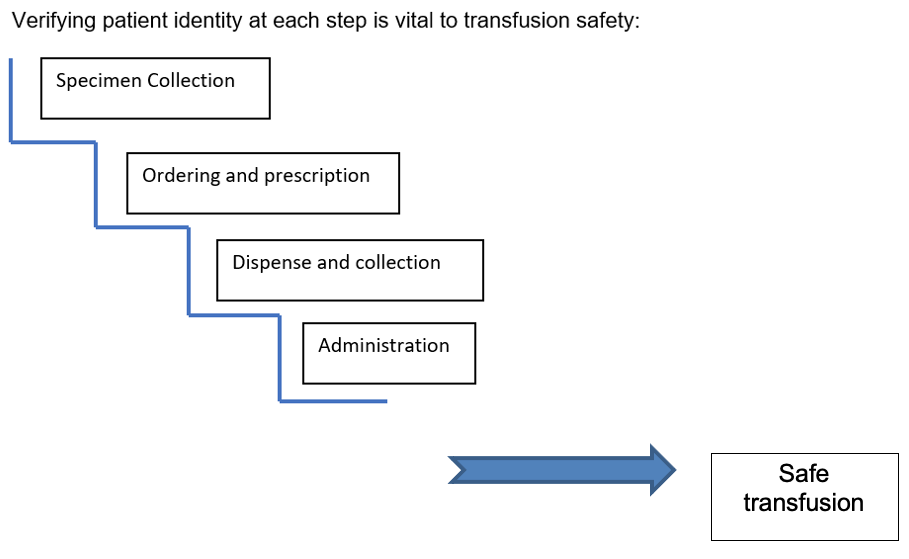 Verifying patient identity at each step is vital to transfusion safety:
Specimen Collection
Ordering and prescription
Dispense and collection
Administration
Safe
transfusion